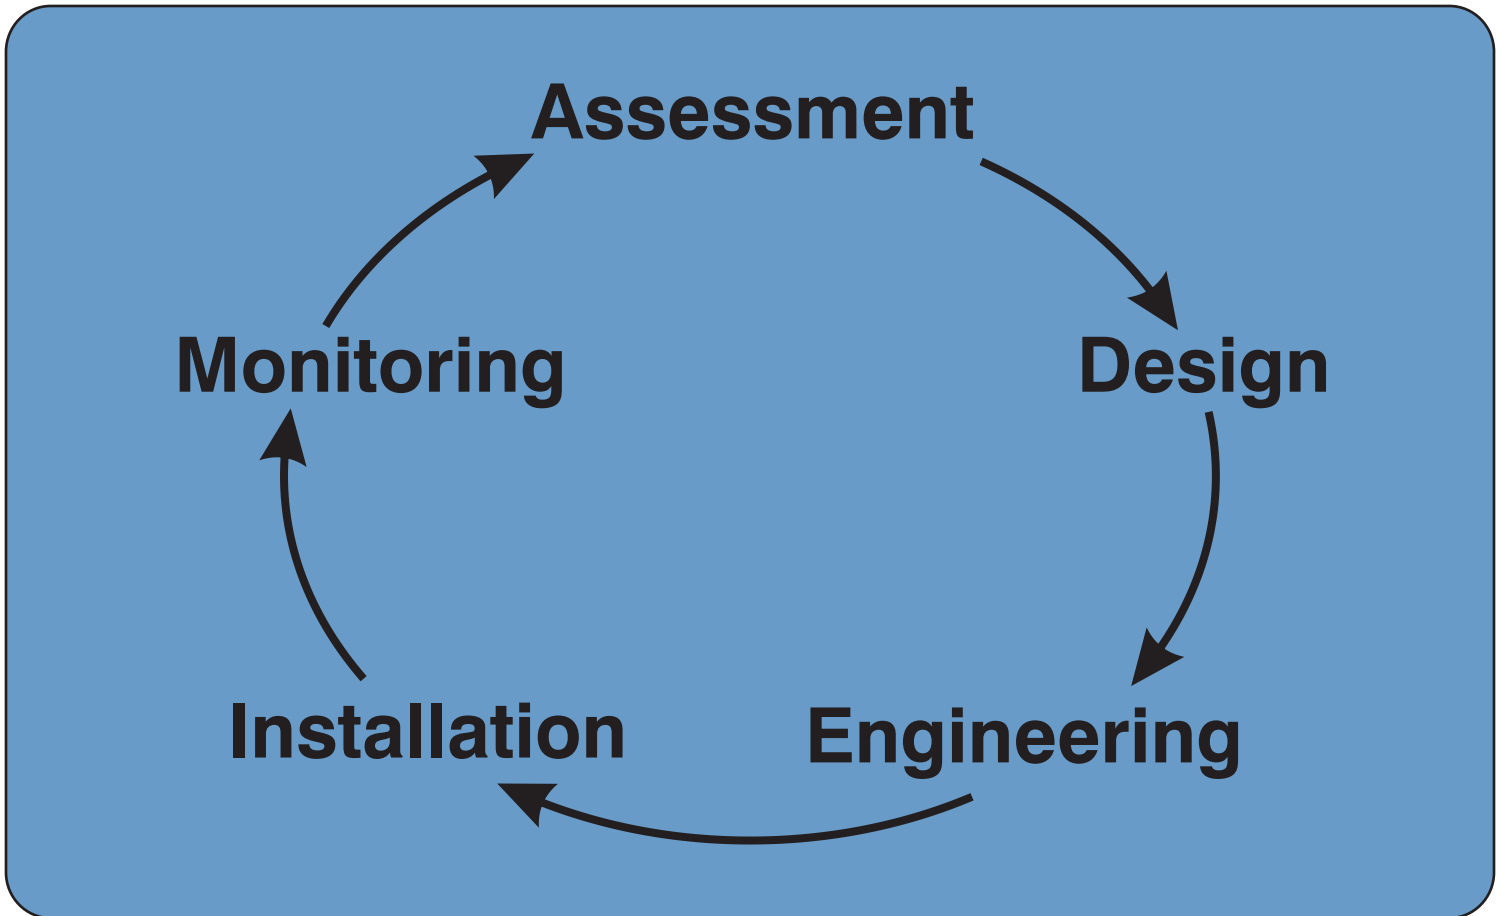 Assessment
Design
Engineering
Installation
Monitoring